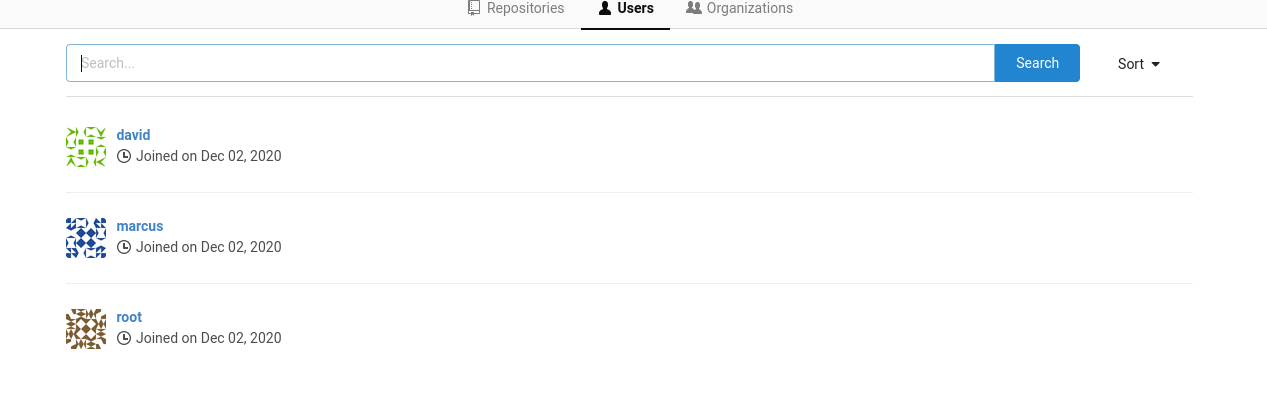 Repositories Users Organizations
Search... Search Sort
david
Joined on Dec 02, 2020
marcus
Joined on Dec 02, 2020
root
Joined on Dec 02, 2020